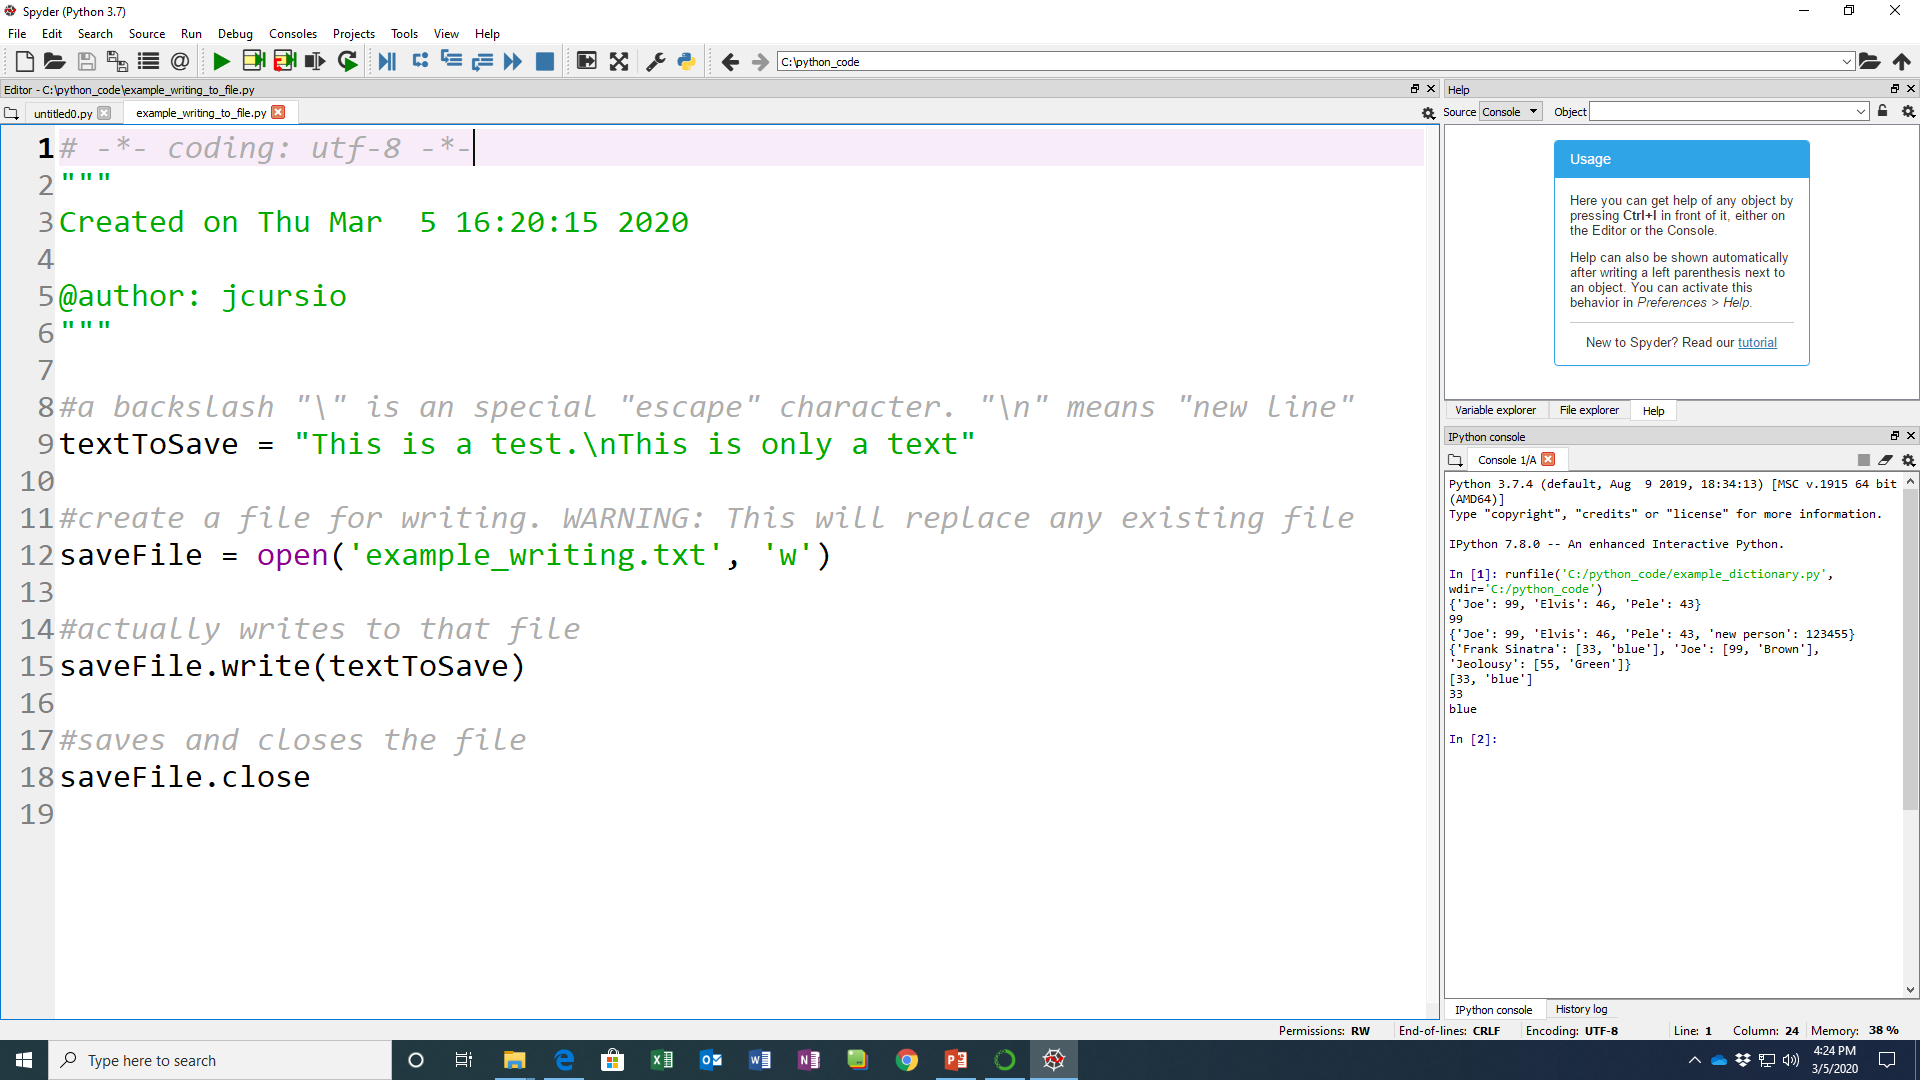 Spyder (Python 3.7)
File Edit Search Source Run Debug Consoles Projects Tools View Help
C:\python_code
Editor - C:\python_code\example_writing_to_file.py
untitled0.py example_writing_to_file.py
1 # -*- coding: utf-8 -*-
2 """
3 Created on Thu Mar  5 16:20:15 2020
4
5 @author: jcursio
6 """
7
8 #a backslash "\" is an special "escape" character. "\n" means "new line"
9 textToSave = "This is a test.\nThis is only a text"
10
11 #create a file for writing. WARNING: This will replace any existing file
12 saveFile = open('example_writing.txt', 'w')
13
14 #actually writes to that file
15 saveFile.write(textToSave)
16
17 #saves and closes the file
18 saveFile.close
19
Help
Source Console Object
Usage
Here you can get help of any object by
pressing Ctrl+I in front of it, either on
the Editor or the Console.
Help can also be shown automatically
after writing a left parenthesis next to
an object. You can activate this
behavior in Preferences > Help.
New to Spyder? Read our tutorial
Variable explorer File explorer Help
IPython console
Console 1/A
Python 3.7.4 (default, Aug  9 2019, 18:34:13) [MSC v.1915 64 bit
(AMD64)]
Type "copyright", "credits" or "license" for more information.
IPython 7.8.0 -- An enhanced Interactive Python.
In [1]: runfile('C:/python_code/example_dictionary.py',
wdir='C:/python_code')
{'Joe': 99, 'Elvis': 46, 'Pele': 43}
99
{'Joe': 99, 'Elvis': 46, 'Pele': 43, 'new person': 123455}
{'Frank Sinatra': [33, 'blue'], 'Joe': [99, 'Brown'],
'Jeolousy': [55, 'Green']}
[33, 'blue']
33
blue
In [2]:
IPython console History log
Permissions: RW End-of-lines: CRLF Encoding: UTF-8 Line: 1 Column: 24 Memory: 38 %
Type here to search
4:24 PM
3/5/2020